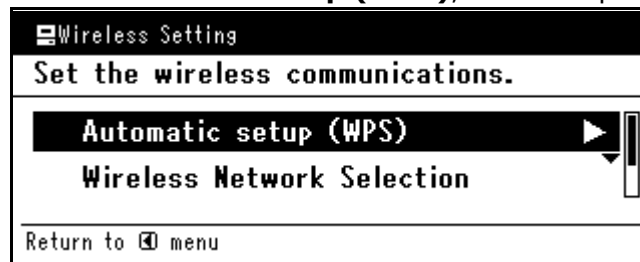 Wireless Setting
Set the wireless communications.
Automatic setup (WPS)
Wireless Network Selection
Return to menu